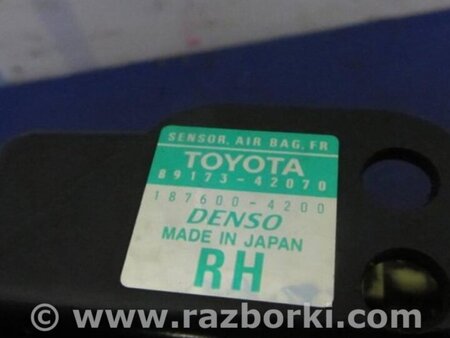 SENSOR, AIR BAG, FR
TOYOTA
89173-42070
187600-4200
DENSO
MADE IN JAPAN
RH
© www.razborki.com